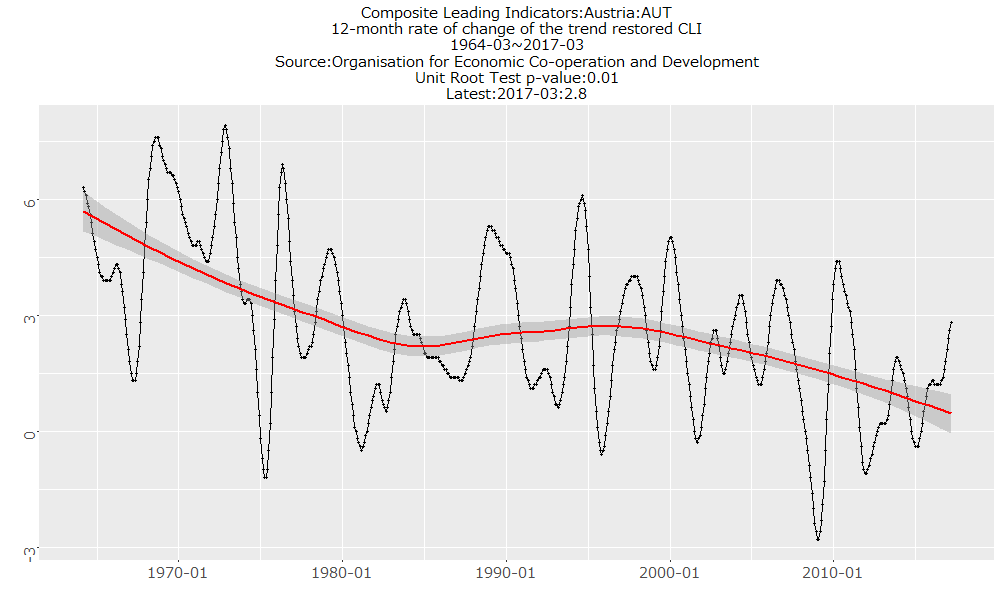 Composite Leading Indicators:Austria:AUT
12-month rate of change of the trend restored CLI
1964-03~2017-03
Source:Organisation for Economic Co-operation and Development
Unit Root Test p-value:0.01
Latest:2017-03:2.8
6
3
0
-3
1970-01 1980-01 1990-01 2000-01 2010-01